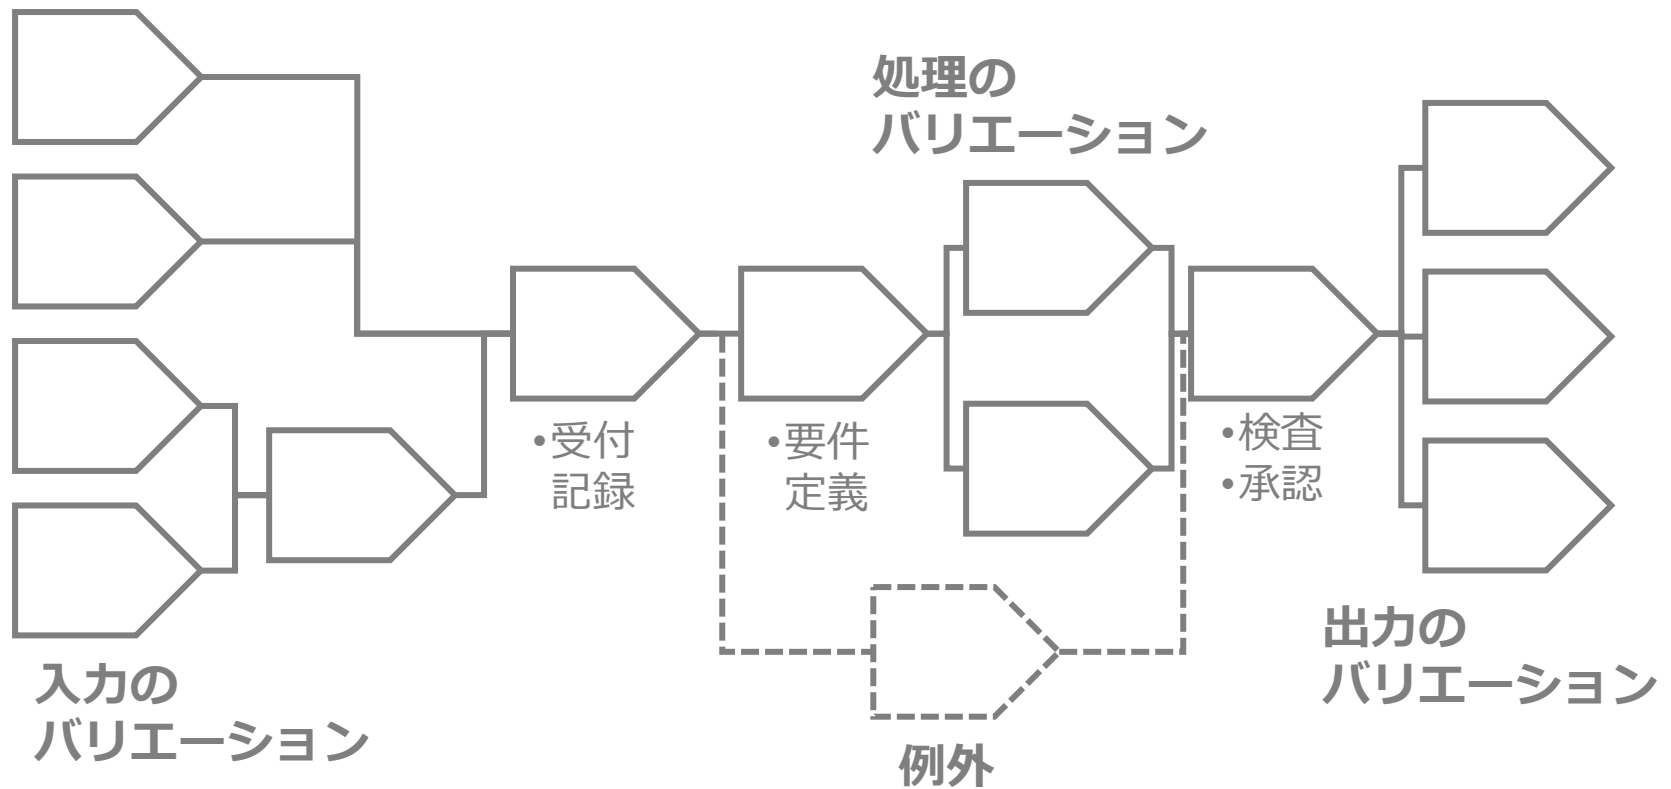 処理の
バリエーション
・受付
記録
・要件
定義
・検査
・承認
入力の
バリエーション
例外
出力の
バリエーション